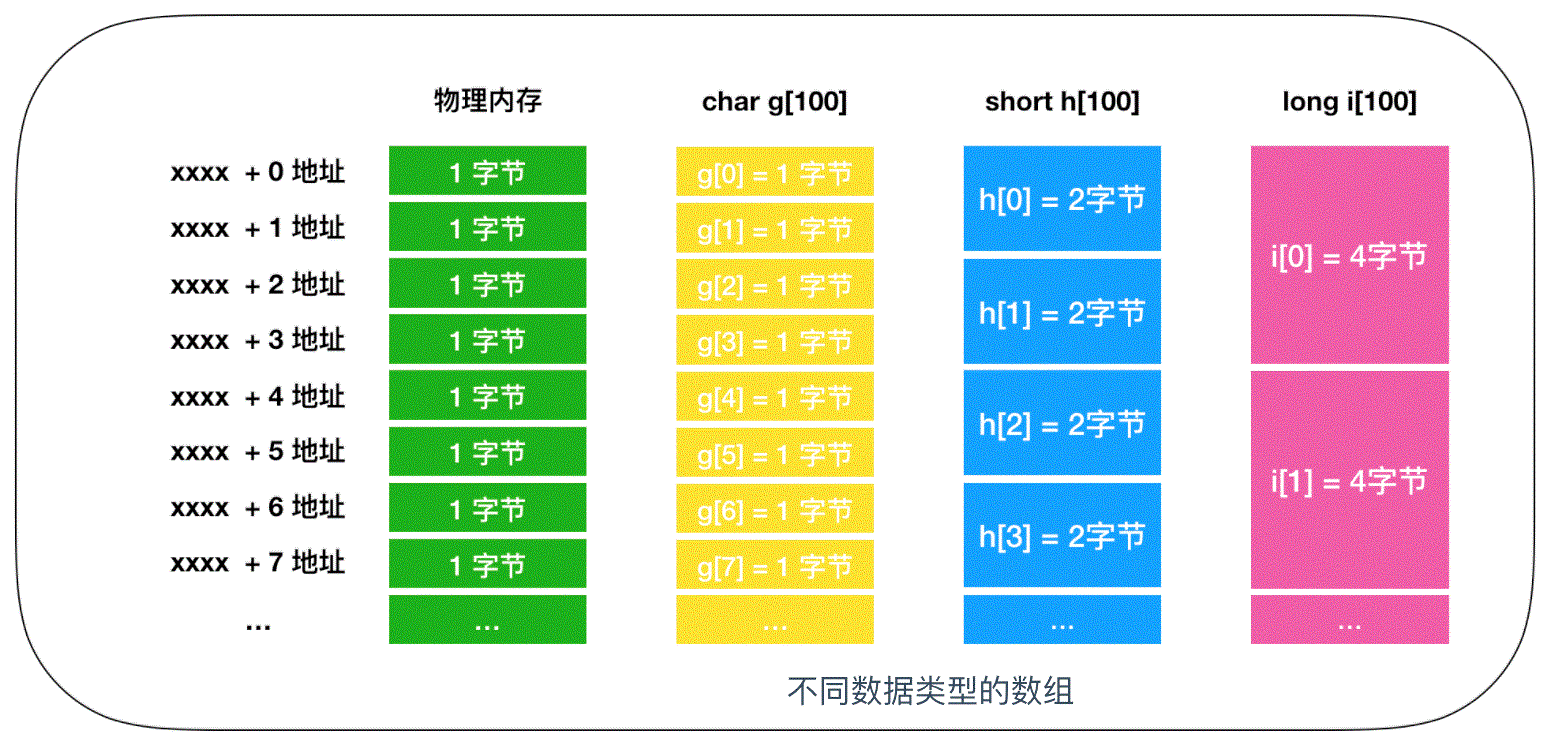 物理内存 char g[100] short h[100] long i[100]
xxxx + 0 地址 1 字节 g[0] = 1 字节 h[0] = 2字节 i[0] = 4字节
xxxx + 1 地址 1 字节 g[1] = 1 字节
xxxx + 2 地址 1 字节 g[2] = 1 字节 h[1] = 2字节
xxxx + 3 地址 1 字节 g[3] = 1 字节
xxxx + 4 地址 1 字节 g[4] = 1 字节 h[2] = 2字节 i[1] = 4字节
xxxx + 5 地址 1 字节 g[5] = 1 字节
xxxx + 6 地址 1 字节 g[6] = 1 字节 h[3] = 2字节
xxxx + 7 地址 1 字节 g[7] = 1 字节
... ... ... ... ...
不同数据类型的数组